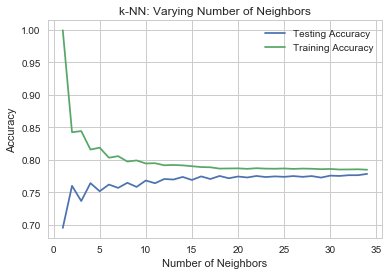 k-NN: Varying Number of Neighbors
Testing Accuracy
Training Accuracy
1.00
0.95
0.90
0.85
0.80
0.75
0.70
Accuracy
0 5 10 15 20 25 30 35
Number of Neighbors